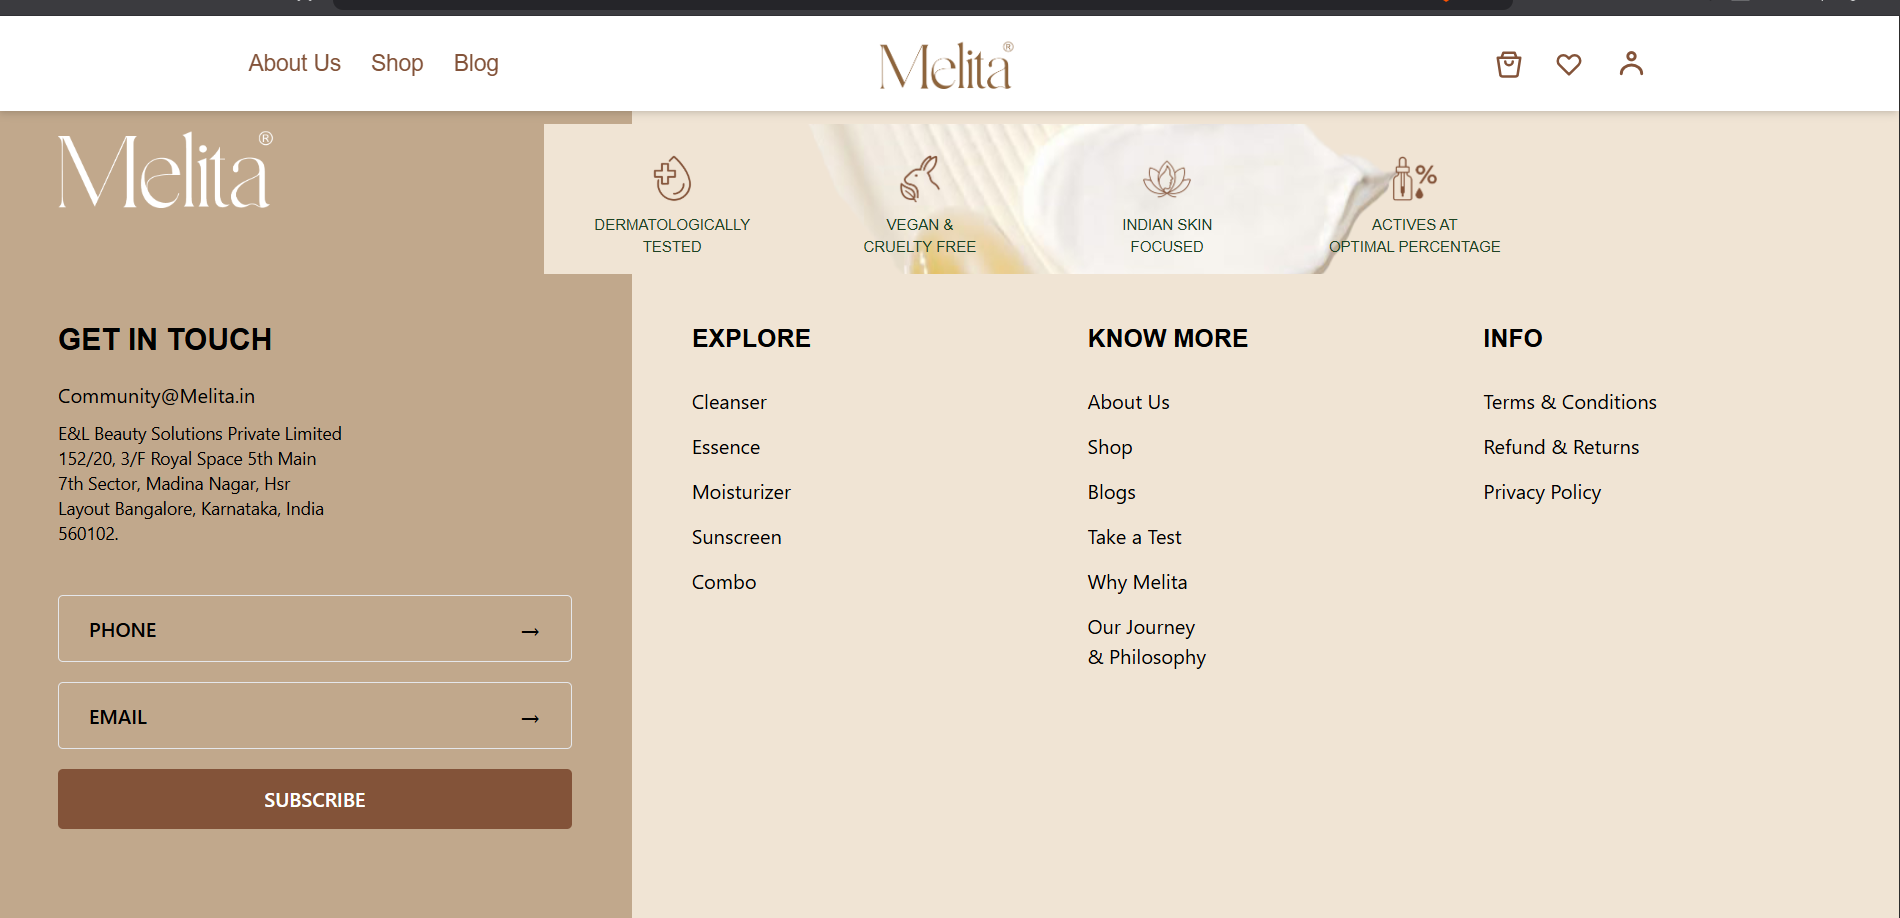 About Us
Shop
Blog
Melita®
Melita®
DERMATOLOGICALLY
TESTED
VEGAN &
CRUELTY FREE
INDIAN SKIN
FOCUSED
%
ACTIVES AT
OPTIMAL PERCENTAGE
GET IN TOUCH
Community@Melita.in
E&L Beauty Solutions Private Limited
152/20, 3/F Royal Space 5th Main
7th Sector, Madina Nagar, Hsr
Layout Bangalore, Karnataka, India
560102.
PHONE →
EMAIL →
SUBSCRIBE
EXPLORE
Cleanser
Essence
Moisturizer
Sunscreen
Combo
KNOW MORE
About Us
Shop
Blogs
Take a Test
Why Melita
Our Journey
& Philosophy
INFO
Terms & Conditions
Refund & Returns
Privacy Policy